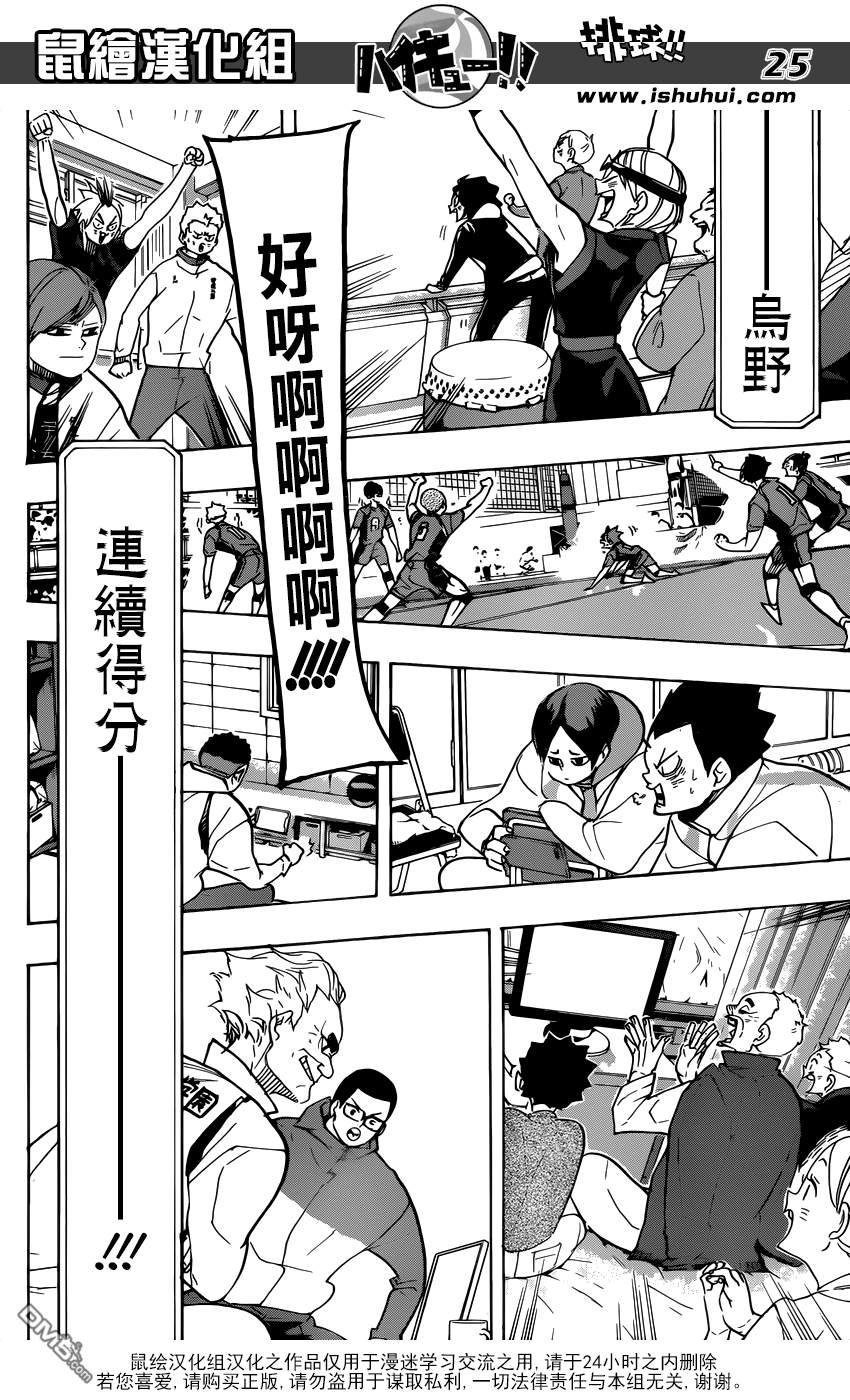 鼠繪漢化組
ハイキュー!!
排球!!
25
www.ishuhui.com
烏野
好呀啊啊啊啊!!!!
連續得分
!!!
学園
DMB
鼠绘汉化组汉化之作品仅用于漫迷学习交流之用,请于24小时之内删除
若您喜爱,请购买正版,请勿盗用于谋取私利,一切法律责任与本组无关,谢谢。